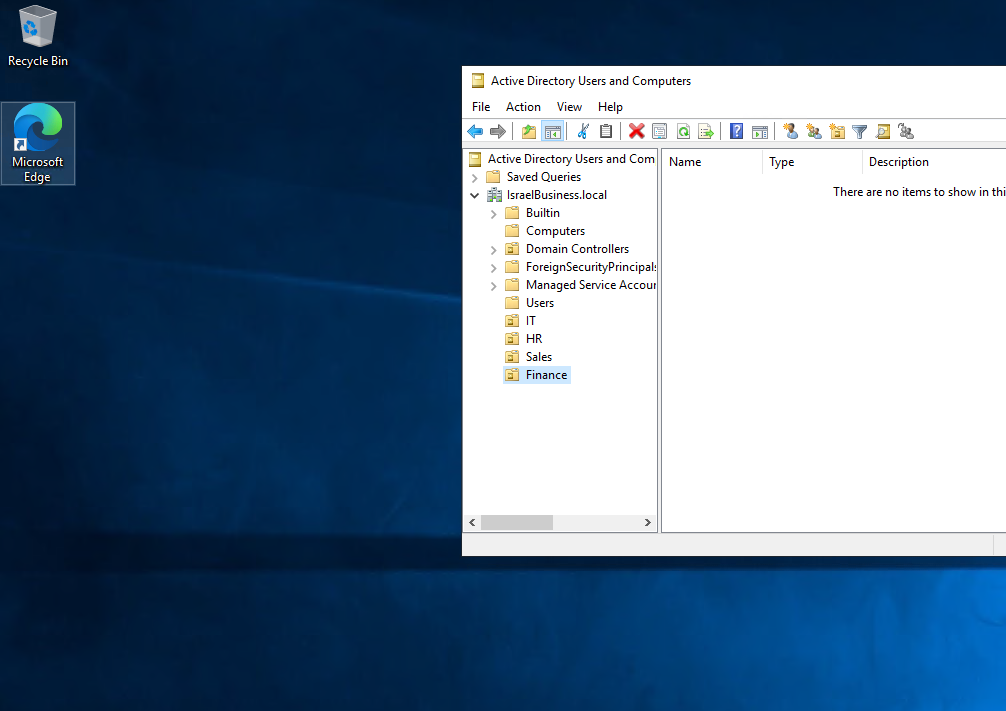 Recycle Bin
Microsoft
Edge
Active Directory Users and Computers
File Action View Help
Active Directory Users and Com
Saved Queries
IsraelBusiness.local
Builtin
Computers
Domain Controllers
ForeignSecurityPrincipals
Managed Service Accoun
Users
IT
HR
Sales
Finance
Name Type Description
There are no items to show in thi